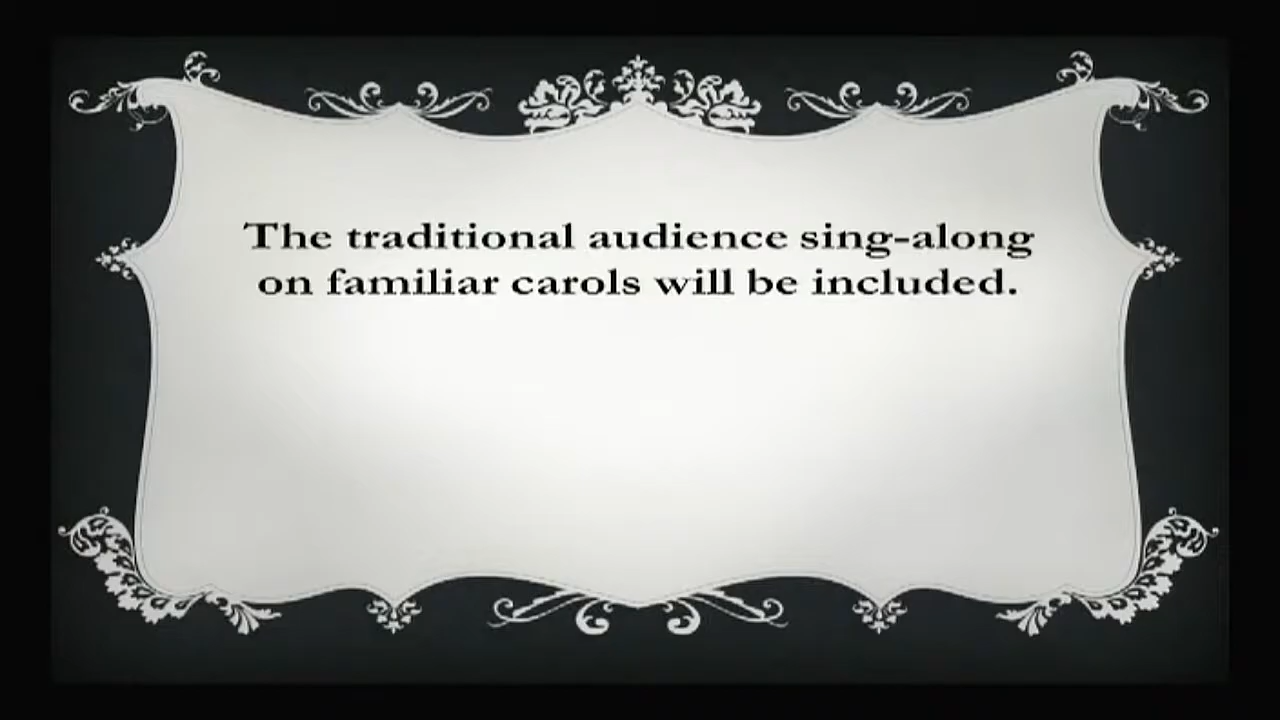 The traditional audience sing-along
on familiar carols will be included.